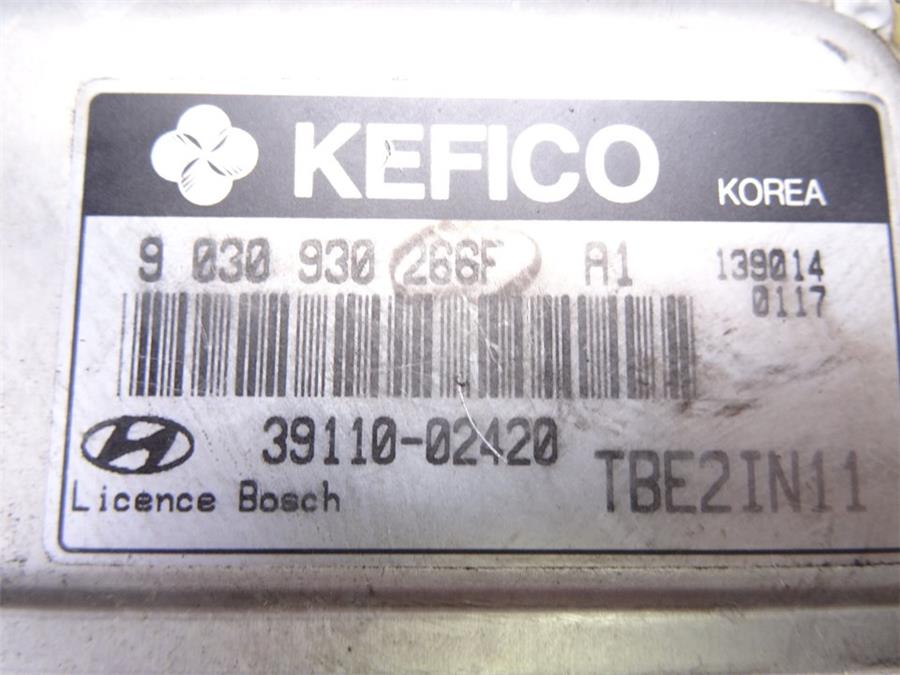 KEFICO KOREA
9 030 930 266F A1 139014
0117
39110-02420
TBE2IN11
Licence Bosch